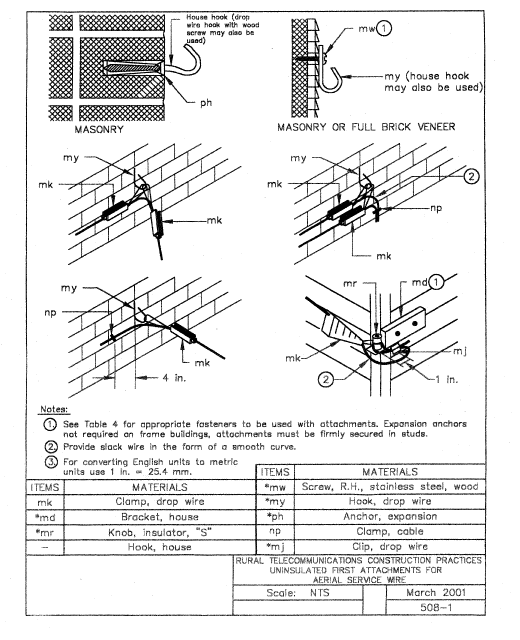 House hook (drop
wire hook with wood
screw may also be
used)
ph
MASONRY
mw 1
my (house hook
may also be used)
MASONRY OR FULL BRICK VENEER
my
mk
mk
my
mk
2
np
mk
my
np
mk
4 in.
mr
md 1
mk
mj
2
1 in.
Notes:
1. See Table 4 for appropriate fasteners to be used with attachments. Expansion anchors
not required on frame buildings, attachments must be firmly secured in studs.
2. Provide slack wire in the form of a smooth curve.
3. For converting English units to metric
units use 1 in. = 25.4 mm.
ITEMS MATERIALS
mk Clamp, drop wire
*md Bracket, house
*mr Knob, insulator, "S"
– Hook, house
ITEMS MATERIALS
*mw Screw, R.H., stainless steel, wood
*my Hook, drop wire
*ph Anchor, expansion
np Clamp, cable
*mj Clip, drop wire
RURAL TELECOMMUNICATIONS CONSTRUCTION PRACTICES
UNINSULATED FIRST ATTACHMENTS FOR
AERIAL SERVICE WIRE
Scale: NTS
March 2001
508-1